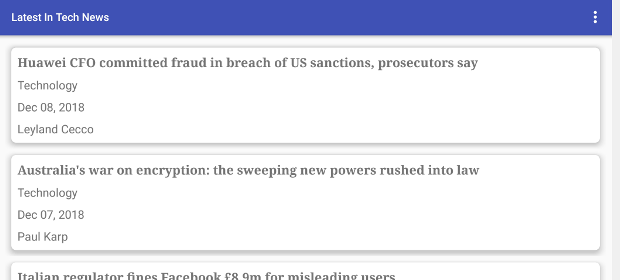 Latest In Tech News
Huawei CFO committed fraud in breach of US sanctions, prosecutors say
Technology
Dec 08, 2018
Leyland Cecco
Australia's war on encryption: the sweeping new powers rushed into law
Technology
Dec 07, 2018
Paul Karp
Italian regulator fines Facebook £8.9m for misleading users